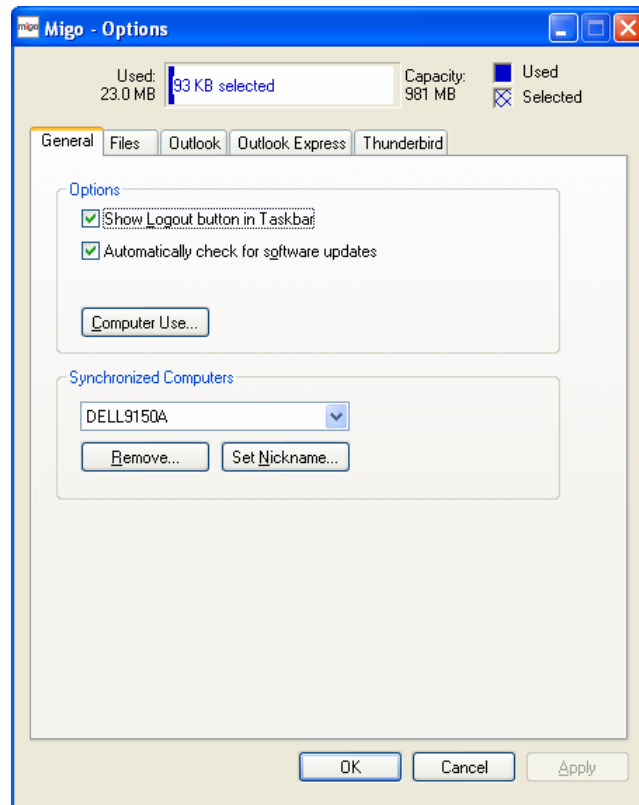 migo Migo - Options
Used: 23.0 MB
93 KB selected
Capacity: 981 MB
Used
Selected
General Files Outlook Outlook Express Thunderbird
Options
Show Logout button in Taskbar
Automatically check for software updates
Computer Use...
Synchronized Computers
DELL9150A
Remove... Set Nickname...
OK Cancel Apply